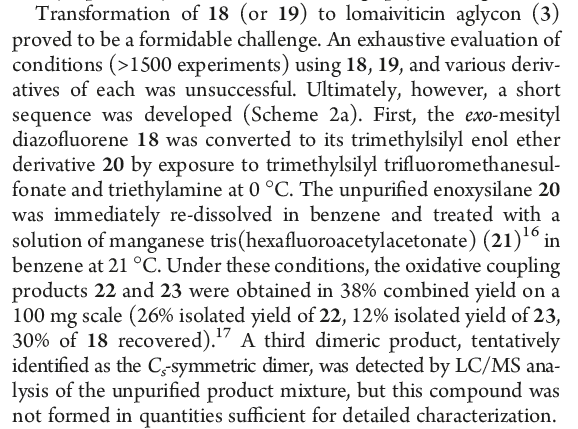 Transformation of 18 (or 19) to lomaiviticin aglycon (3)
proved to be a formidable challenge. An exhaustive evaluation of
conditions (>1500 experiments) using 18, 19, and various deriv-
atives of each was unsuccessful. Ultimately, however, a short
sequence was developed (Scheme 2a). First, the exo-mesityl
diazofluorene 18 was converted to its trimethylsilyl enol ether
derivative 20 by exposure to trimethylsilyl trifluoromethanesul-
fonate and triethylamine at 0 °C. The unpurified enoxysilane 20
was immediately re-dissolved in benzene and treated with a
solution of manganese tris(hexafluoroacetylacetonate) (21)16 in
benzene at 21 °C. Under these conditions, the oxidative coupling
products 22 and 23 were obtained in 38% combined yield on a
100 mg scale (26% isolated yield of 22, 12% isolated yield of 23,
30% of 18 recovered).17 A third dimeric product, tentatively
identified as the Cs-symmetric dimer, was detected by LC/MS ana-
lysis of the unpurified product mixture, but this compound was
not formed in quantities sufficient for detailed characterization.